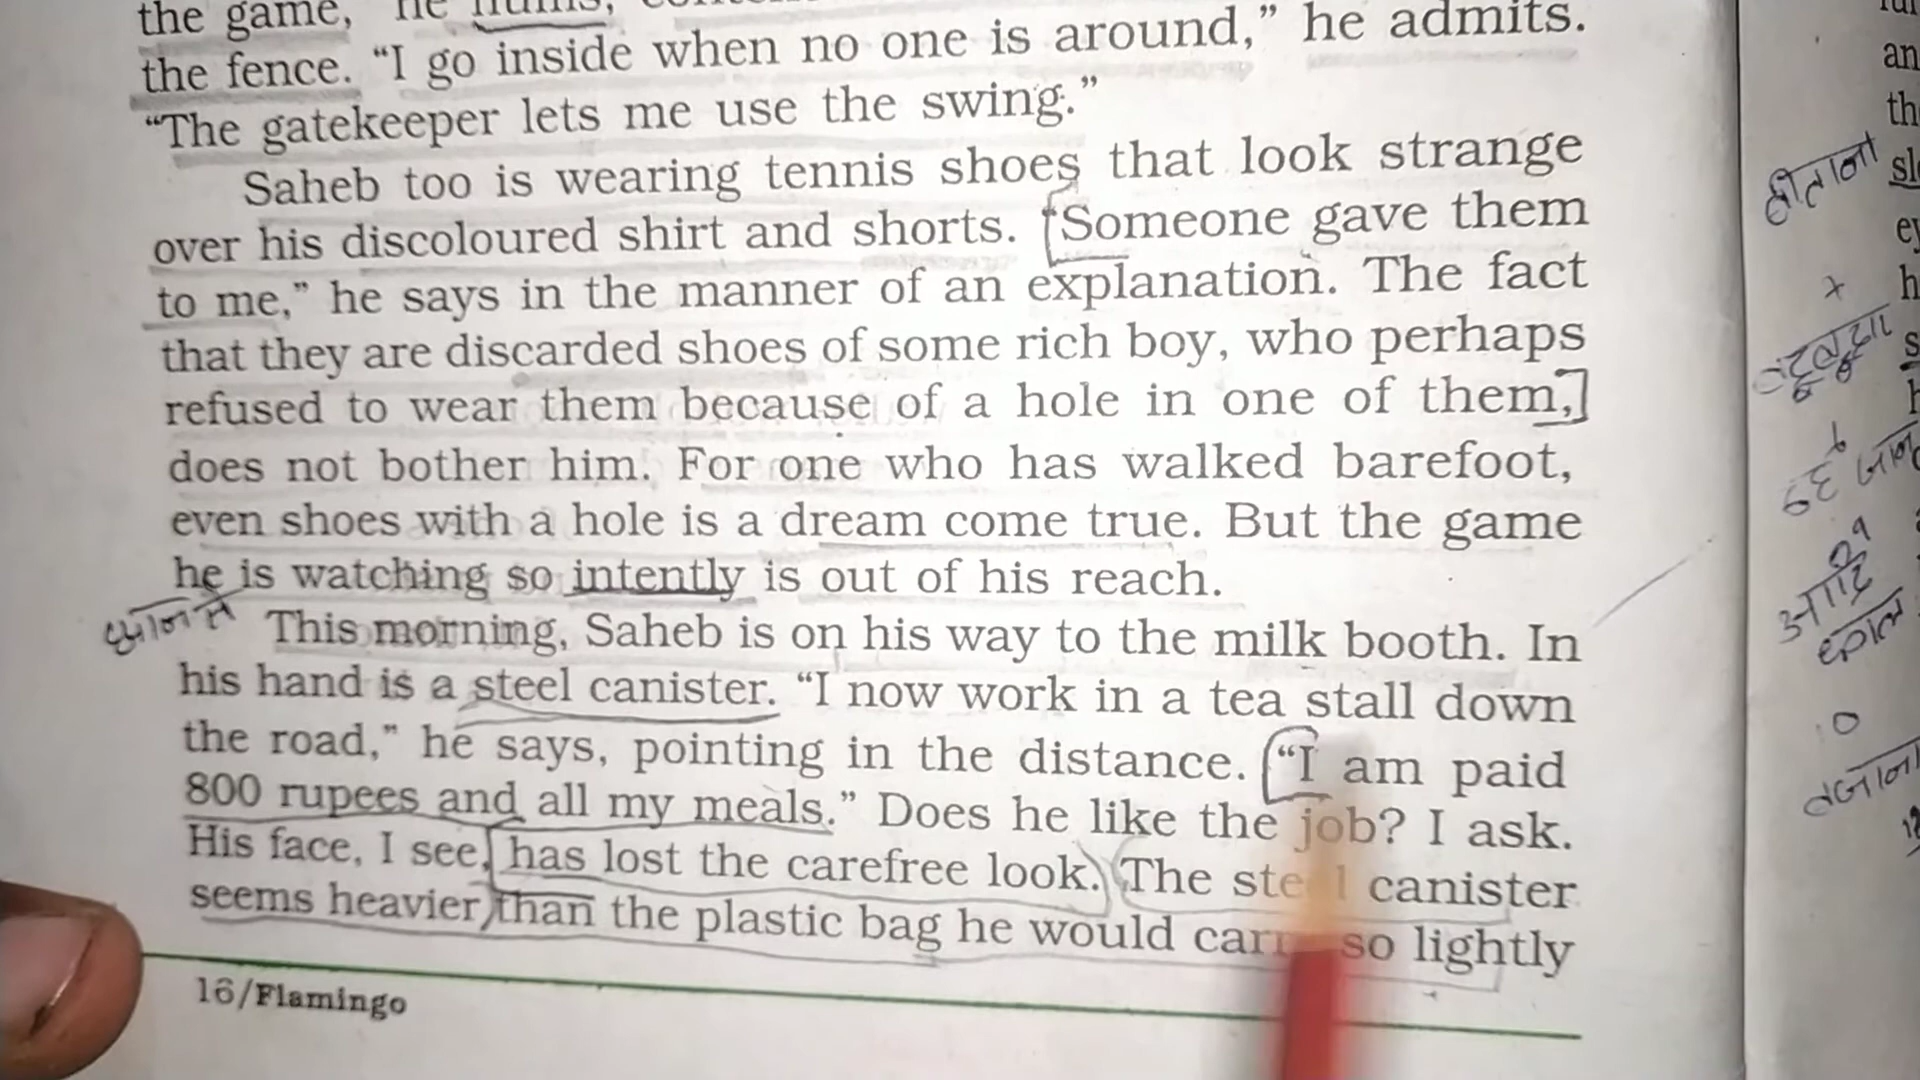 the game, he hums,
the fence. “I go inside when no one is around,” he admits.
“The gatekeeper lets me use the swing.”
Saheb too is wearing tennis shoes that look strange
over his discoloured shirt and shorts. “Someone gave them
to me,” he says in the manner of an explanation. The fact
that they are discarded shoes of some rich boy, who perhaps
refused to wear them because of a hole in one of them,
does not bother him. For one who has walked barefoot,
even shoes with a hole is a dream come true. But the game
he is watching so intently is out of his reach.
ध्यान से
This morning, Saheb is on his way to the milk booth. In
his hand is a steel canister. “I now work in a tea stall down
the road,” he says, pointing in the distance. “I am paid
800 rupees and all my meals.” Does he like the job? I ask.
His face, I see, has lost the carefree look. The steel canister
seems heavier than the plastic bag he would carry so lightly
16/Flamingo
an
th